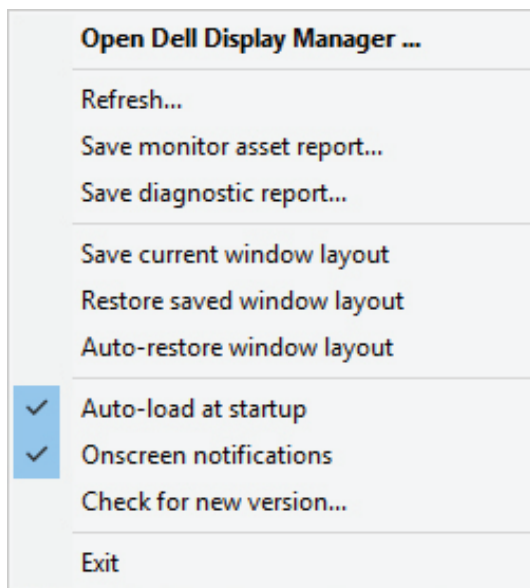 Open Dell Display Manager ...
Refresh...
Save monitor asset report...
Save diagnostic report...
Save current window layout
Restore saved window layout
Auto-restore window layout
Auto-load at startup
Onscreen notifications
Check for new version...
Exit